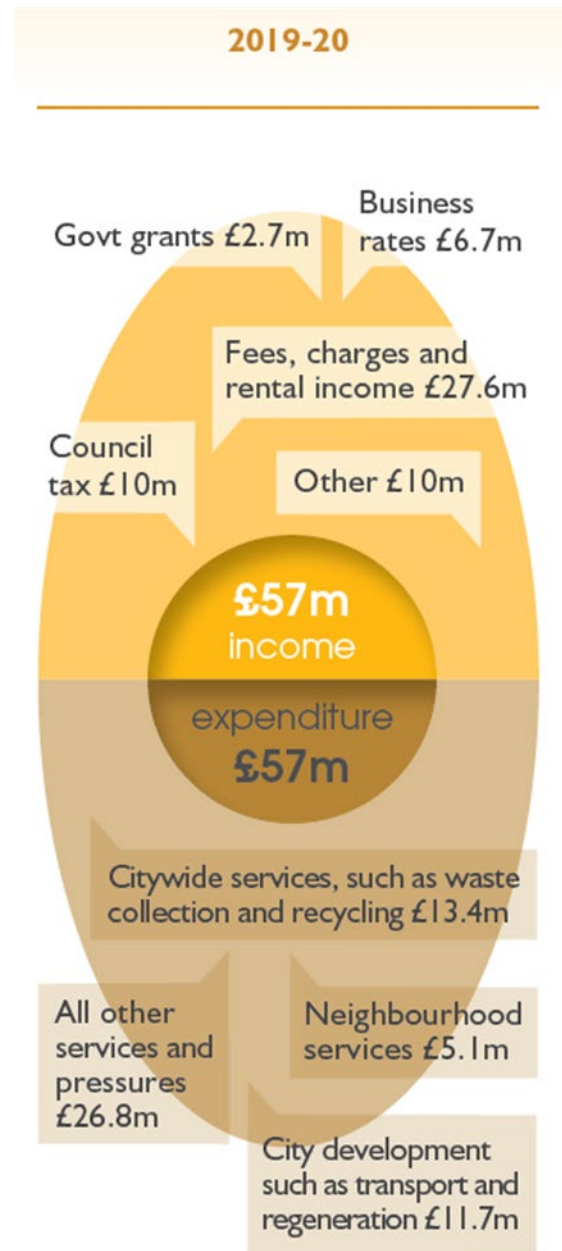 2019-20
Govt grants £2.7m
Business
rates £6.7m
Fees, charges and
rental income £27.6m
Council
tax £10m
Other £10m
£57m
income
expenditure
£57m
Citywide services, such as waste
collection and recycling £13.4m
All other
services and
pressures
£26.8m
Neighbourhood
services £5.1m
City development
such as transport and
regeneration £11.7m